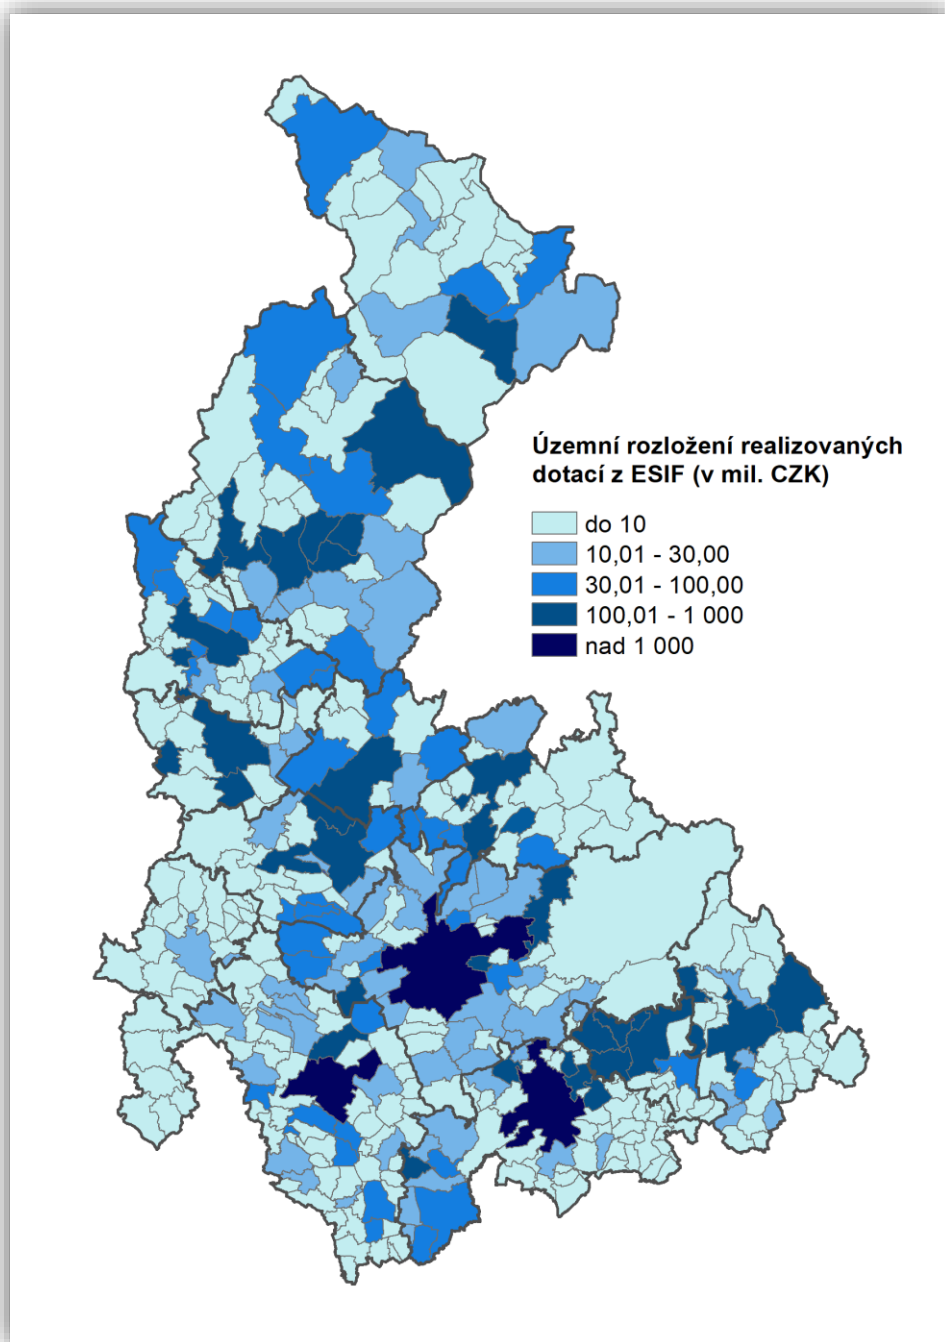 Územní rozložení realizovaných
dotací z ESIF (v mil. CZK)
do 10
10,01 - 30,00
30,01 - 100,00
100,01 - 1 000
nad 1 000